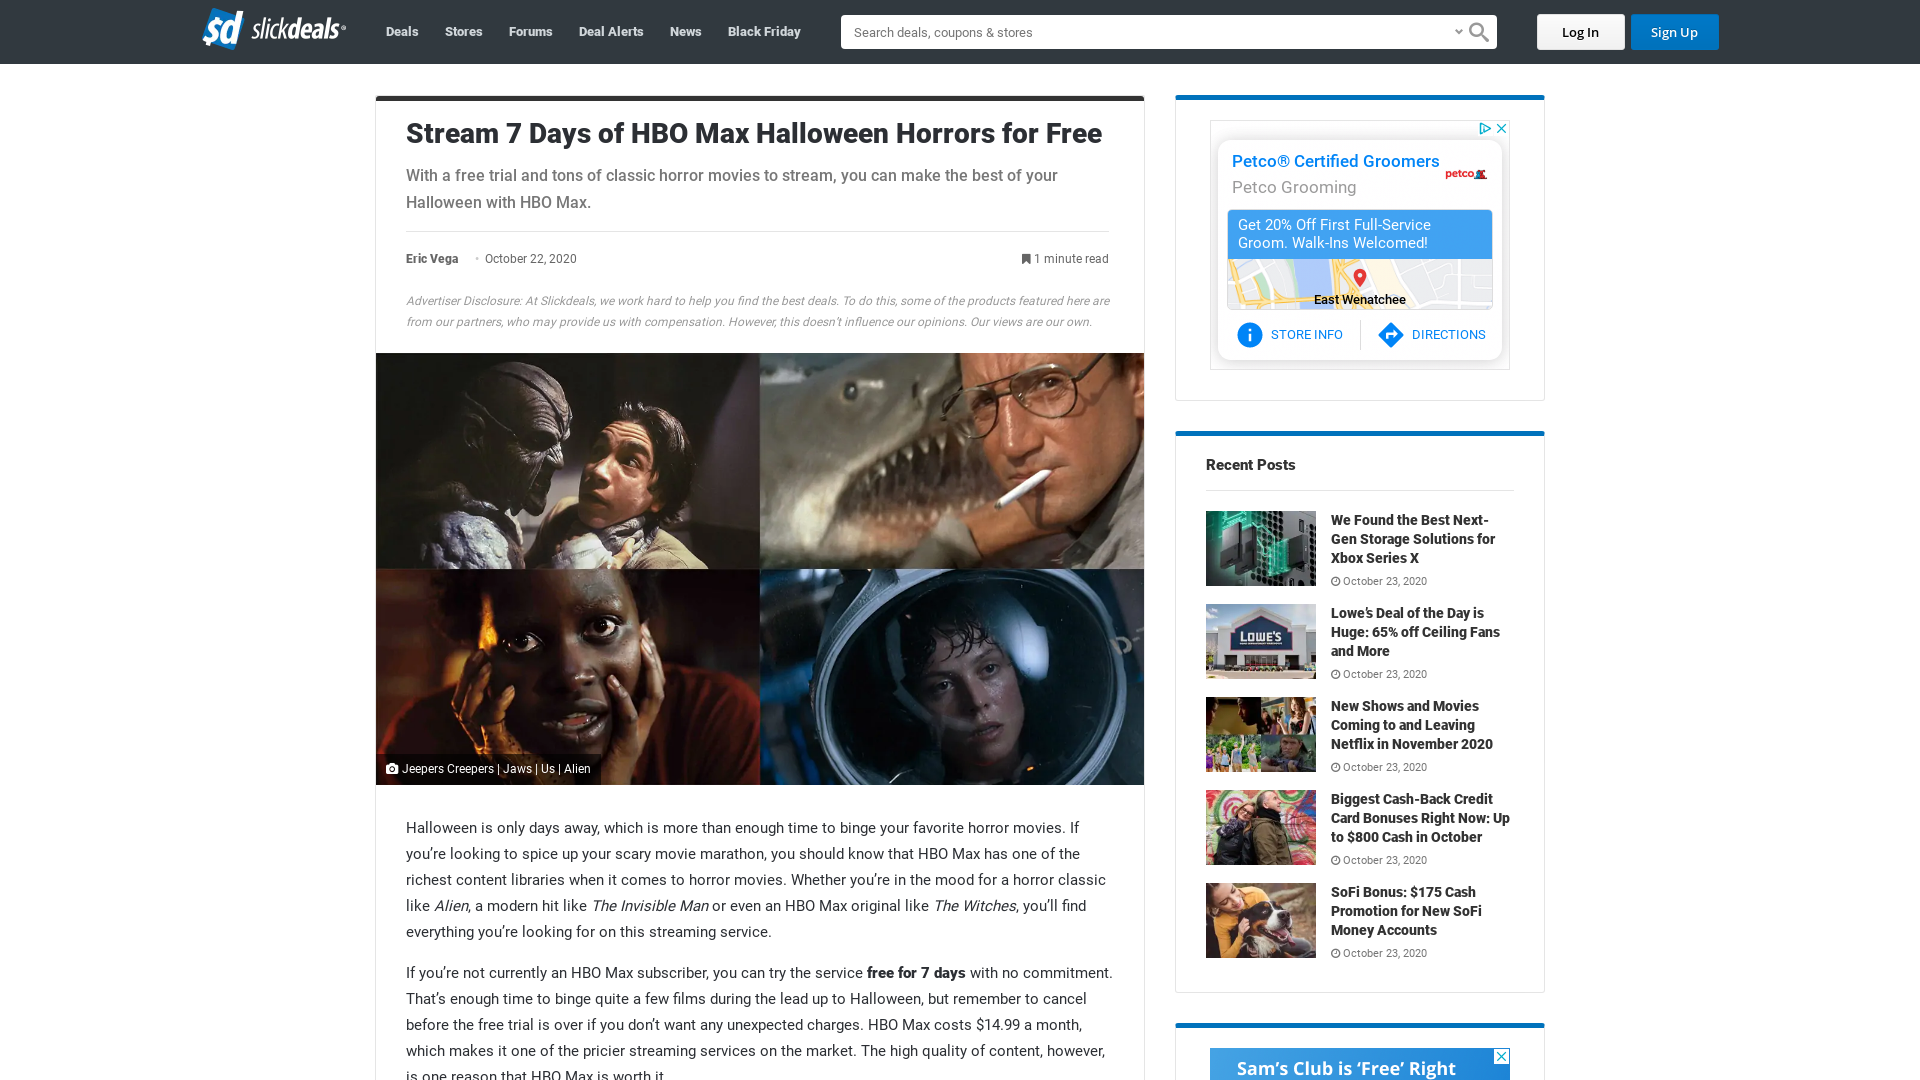 $d slickdeals
Deals
Stores
Forums
Deal Alerts
News
Black Friday
Search deals, coupons & stores
Log In
Sign Up
Stream 7 Days of HBO Max Halloween Horrors for Free
With a free trial and tons of classic horror movies to stream, you can make the best of your
Halloween with HBO Max.
Eric Vega • October 22, 2020
1 minute read
Advertiser Disclosure: At Slickdeals, we work hard to help you find the best deals. To do this, some of the products featured here are
from our partners, who may provide us with compensation. However, this doesn’t influence our opinions. Our views are our own.
Jeepers Creepers | Jaws | Us | Alien
Halloween is only days away, which is more than enough time to binge your favorite horror movies. If
you’re looking to spice up your scary movie marathon, you should know that HBO Max has one of the
richest content libraries when it comes to horror movies. Whether you’re in the mood for a horror classic
like Alien, a modern hit like The Invisible Man or even an HBO Max original like The Witches, you’ll find
everything you’re looking for on this streaming service.
If you’re not currently an HBO Max subscriber, you can try the service free for 7 days with no commitment.
That’s enough time to binge quite a few films during the lead up to Halloween, but remember to cancel
before the free trial is over if you don’t want any unexpected charges. HBO Max costs $14.99 a month,
which makes it one of the pricier streaming services on the market. The high quality of content, however,
is one reason that HBO Max is worth it.
Petco® Certified Groomers
petco
Petco Grooming
Get 20% Off First Full-Service
Groom. Walk-Ins Welcomed!
East Wenatchee
STORE INFO
DIRECTIONS
Recent Posts
We Found the Best Next-
Gen Storage Solutions for
Xbox Series X
October 23, 2020
LOWE'S
Lowe’s Deal of the Day is
Huge: 65% off Ceiling Fans
and More
October 23, 2020
New Shows and Movies
Coming to and Leaving
Netflix in November 2020
October 23, 2020
Biggest Cash-Back Credit
Card Bonuses Right Now: Up
to $800 Cash in October
October 23, 2020
SoFi Bonus: $175 Cash
Promotion for New SoFi
Money Accounts
October 23, 2020
Sam’s Club is ‘Free’ Right